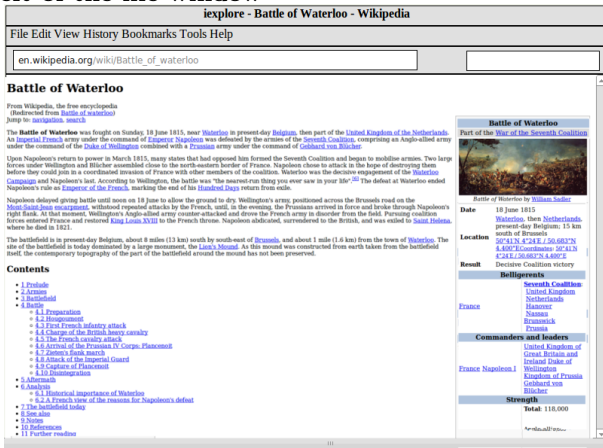 iexplore - Battle of Waterloo - Wikipedia
File Edit View History Bookmarks Tools Help
en.wikipedia.org/wiki/Battle_of_waterloo
Battle of Waterloo
From Wikipedia, the free encyclopedia
(Redirected from Battle of waterloo)
Jump to: navigation, search
The Battle of Waterloo was fought on Sunday, 18 June 1815, near Waterloo in present-day Belgium, then part of the United Kingdom of the Netherlands.
An Imperial French army under the command of Emperor Napoleon was defeated by the armies of the Seventh Coalition, comprising an Anglo-allied army
under the command of the Duke of Wellington combined with a Prussian army under the command of Gebhard von Blücher.
Upon Napoleon's return to power in March 1815, many states that had opposed him formed the Seventh Coalition and began to mobilise armies. Two large
forces under Wellington and Blücher assembled close to the north-eastern border of France. Napoleon chose to attack in the hope of destroying them
before they could join in a coordinated invasion of France with other members of the coalition. Waterloo was the decisive engagement of the Waterloo
Campaign and Napoleon's last. According to Wellington, the battle was "the nearest-run thing you ever saw in your life". The defeat at Waterloo ended
Napoleon's rule as Emperor of the French, marking the end of his Hundred Days return from exile.
Napoleon delayed giving battle until noon on 18 June to allow the ground to dry. Wellington's army, positioned across the Brussels road on the
Mont-Saint-Jean escarpment, withstood repeated attacks by the French, until, in the evening, the Prussians arrived in force and broke through Napoleon's
right flank. At that moment, Wellington's Anglo-allied army counter-attacked and drove the French army in disorder from the field. Pursuing coalition
forces entered France and restored King Louis XVIII to the French throne. Napoleon abdicated, surrendered to the British, and was exiled to Saint Helena,
where he died in 1821.
The battlefield is in present-day Belgium, about 8 miles (13 km) south by south-east of Brussels, and about 1 mile (1.6 km) from the town of Waterloo. The
site of the battlefield is today dominated by a large monument, the Lion's Mound. As this mound was constructed from earth taken from the battlefield
itself, the contemporary topography of the part of the battlefield around the mound has not been preserved.
Contents
1 Prelude
2 Armies
3 Battlefield
4 Battle
4.1 Preparation
4.2 Hougoumont
4.3 First French infantry attack
4.4 Charge of the British heavy cavalry
4.5 The French cavalry attack
4.6 Arrival of the Prussian IV Corps: Plancenoit
4.7 Zieten's flank march
4.8 Attack of the Imperial Guard
4.9 Capture of Plancenoit
4.10 Disintegration
5 Aftermath
6 Analysis
6.1 Historical importance of Waterloo
6.2 A French view of the reasons for Napoleon's defeat
7 The battlefield today
8 See also
9 Notes
10 References
11 Further reading
Battle of Waterloo
Part of the War of the Seventh Coalition
Battle of Waterloo by William Sadler
Date 18 June 1815
Waterloo, then Netherlands,
present-day Belgium; 15 km
south of Brussels
Location 50°41′N 4°24′E / 50.683°N
4.400°E Coordinates: 50°41′N
4°24′E / 50.683°N 4.400°E
Result Decisive Coalition victory
Belligerents
France
Seventh Coalition:
United Kingdom
Netherlands
Hanover
Nassau
Brunswick
Prussia
Commanders and leaders
France Napoleon I
United Kingdom of
Great Britain and
Ireland Duke of
Wellington
Kingdom of Prussia
Gebhard von
Blücher
Strength
Total: 118,000